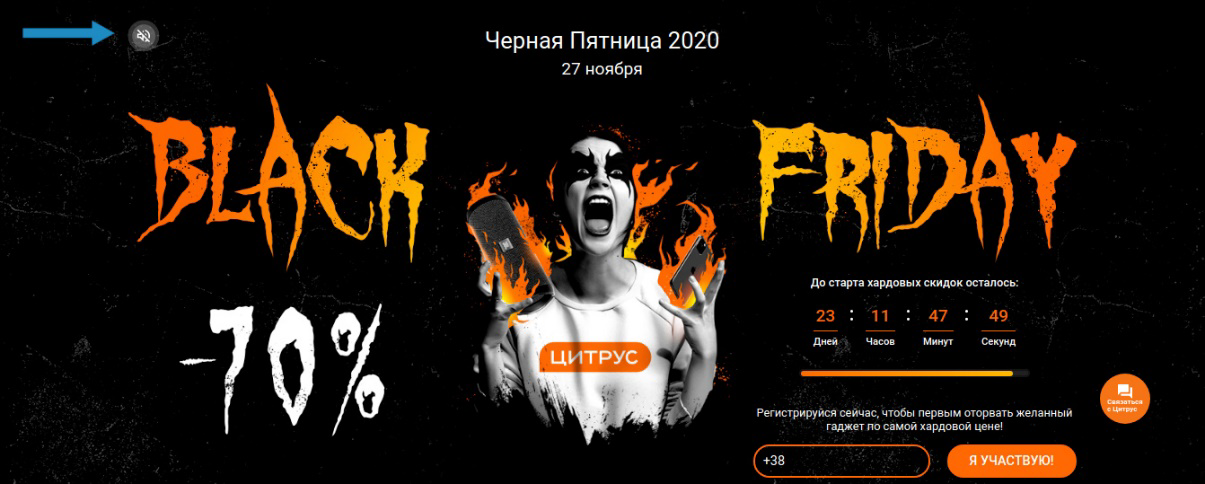 Черная Пятница 2020
27 ноября
BLACK FRIDAY
-70%
ЦИТРУС
До старта хардовых скидок осталось:
23 : 11 : 47 : 49
Дней Часов Минут Секунд
Регистрируйся сейчас, чтобы первым оторвать желанный
гаджет по самой хардовой цене!
+38
Я УЧАСТВУЮ!
Связаться
с Цитрус